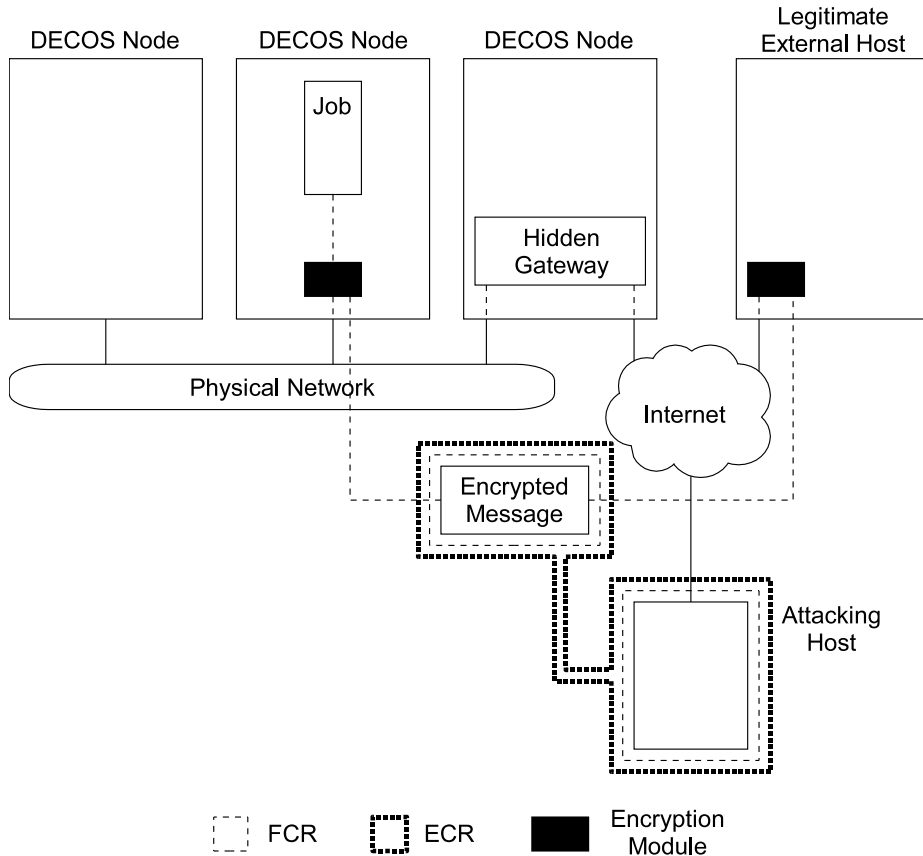 DECOS Node
DECOS Node
DECOS Node
Legitimate
External Host
Job
Hidden
Gateway
Physical Network
Internet
Encrypted
Message
Attacking
Host
FCR
ECR
Encryption
Module